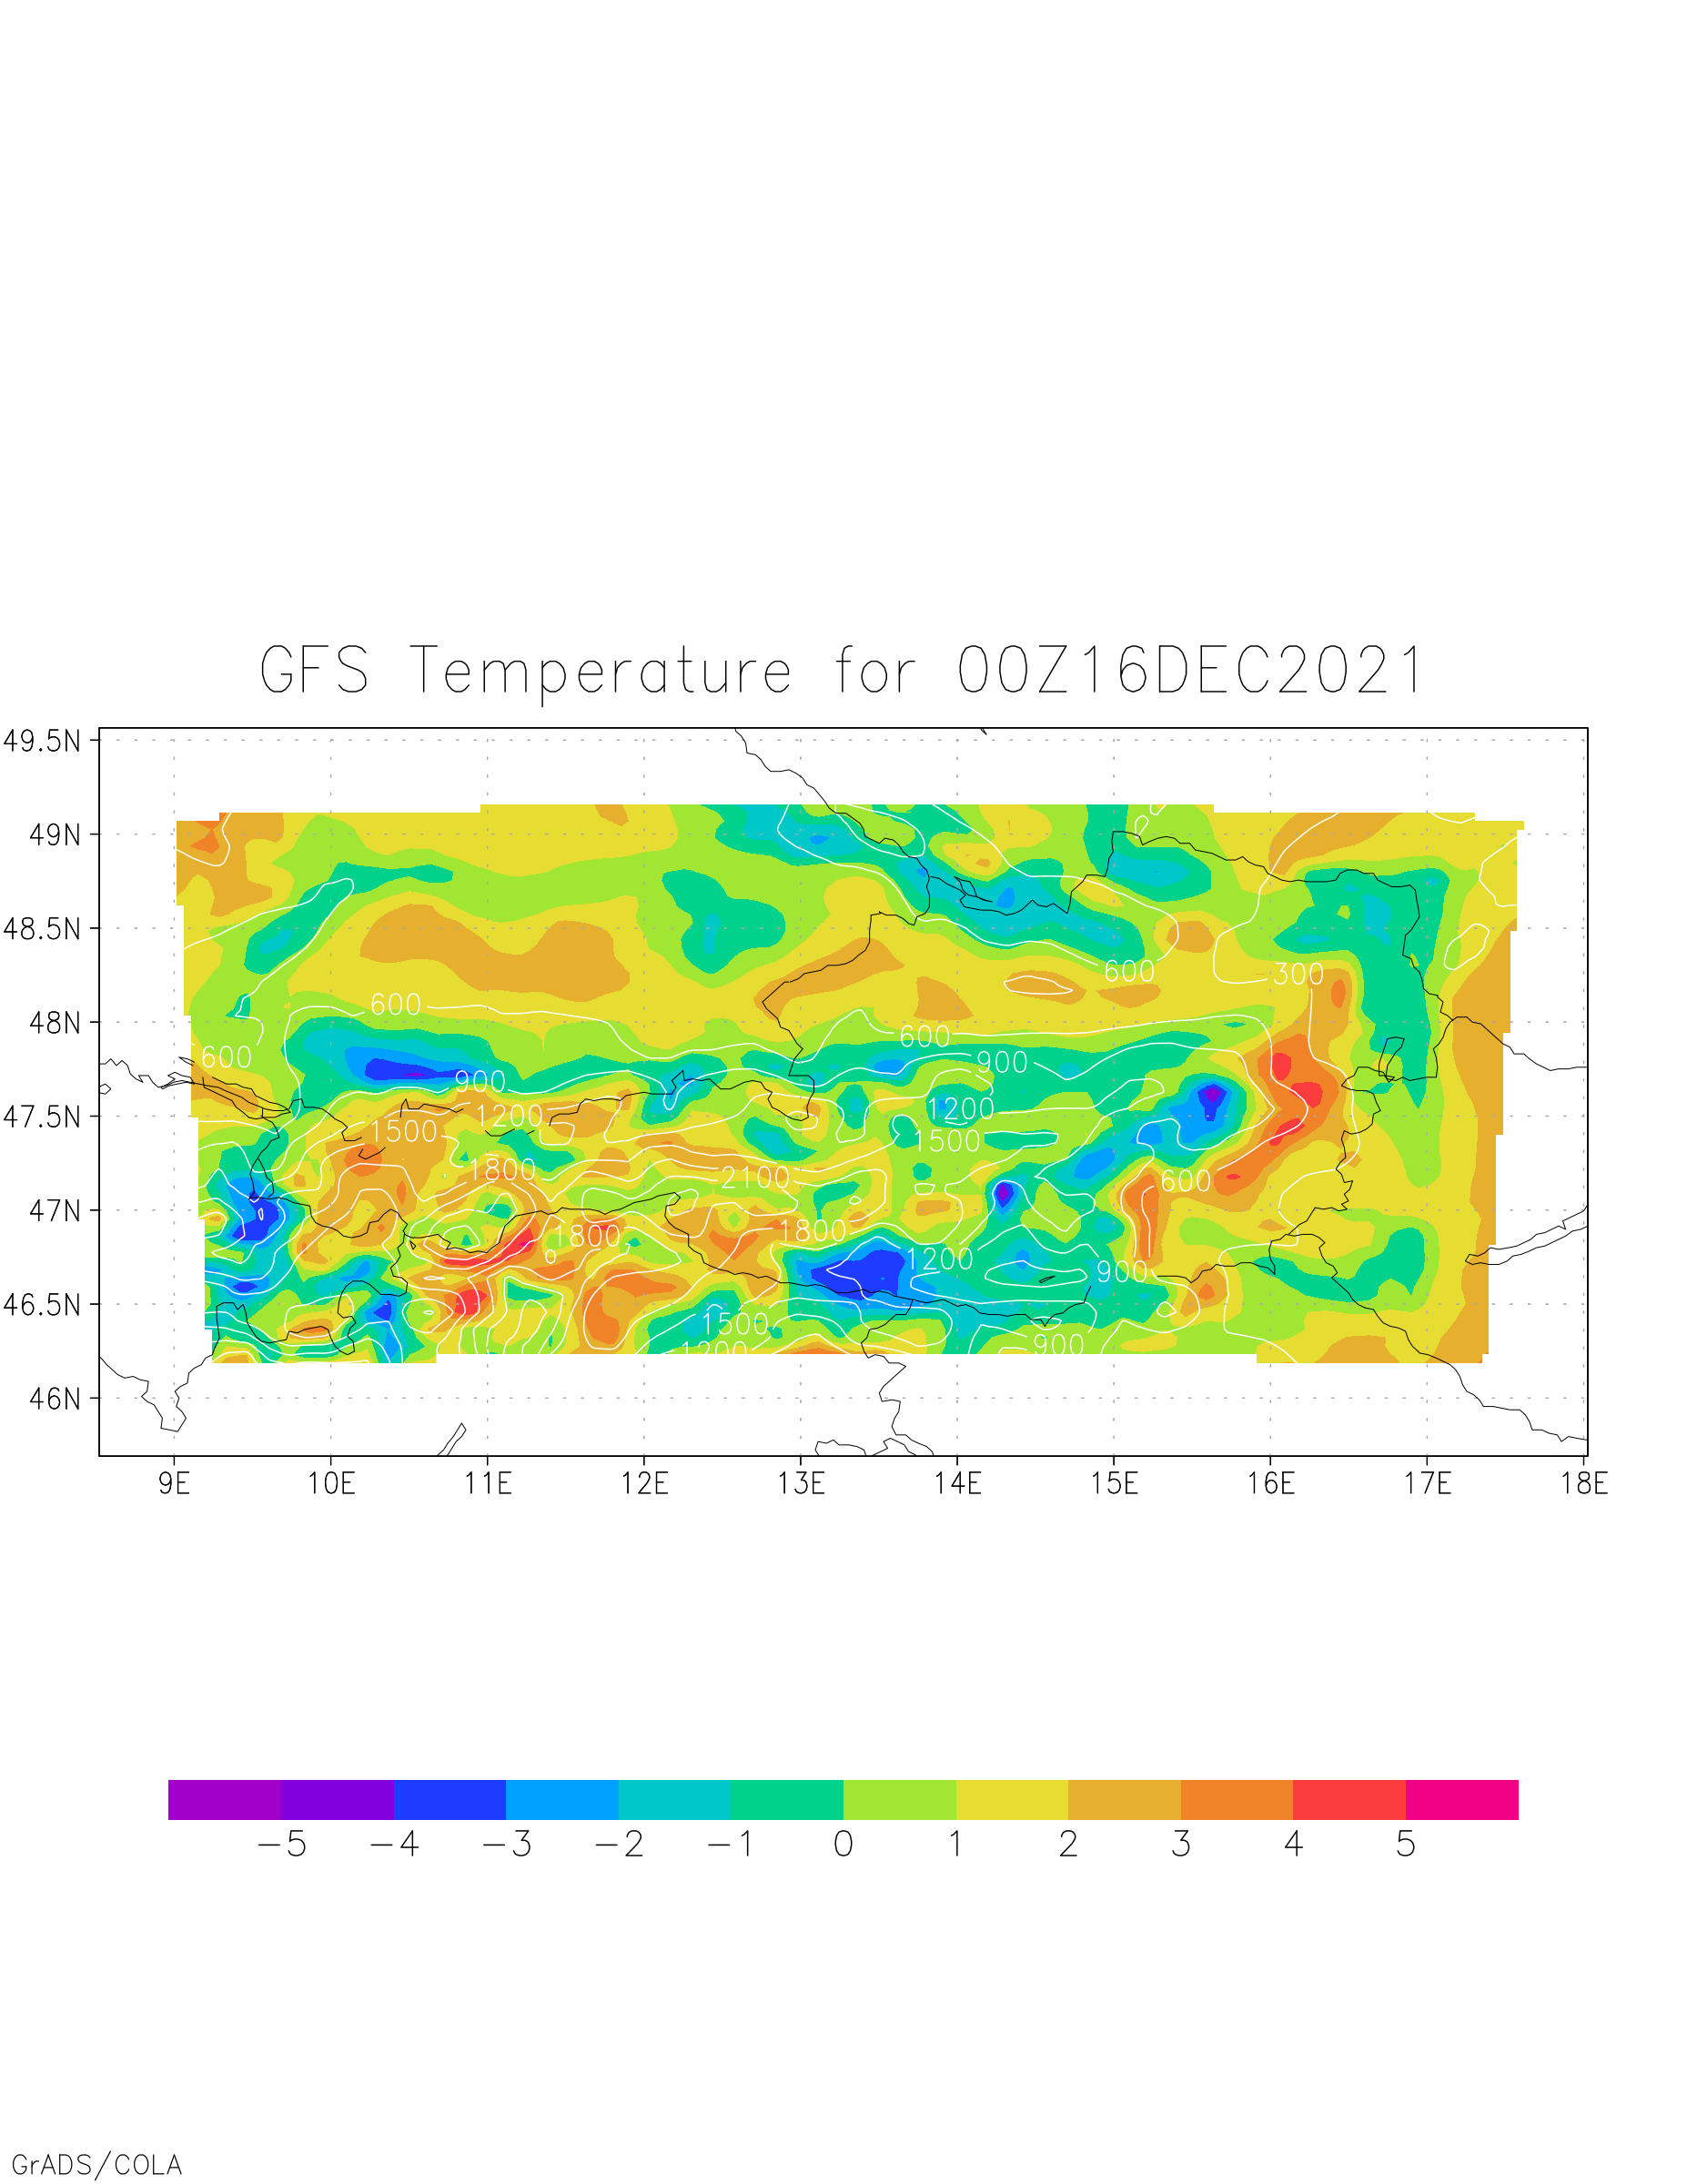 GFS Temperature for 00Z16DEC2021
49.5N
49N
48.5N
48N
47.5N
47N
46.5N
46N
600
300
600
600
600
900
900
1200
1200
1500
1500
1800
2100
600
1800
1800
1200
900
1500
900
1200
9E 10E 11E 12E 13E 14E 15E 16E 17E 18E
-5 -4 -3 -2 -1 0 1 2 3 4 5
GrADS/COLA